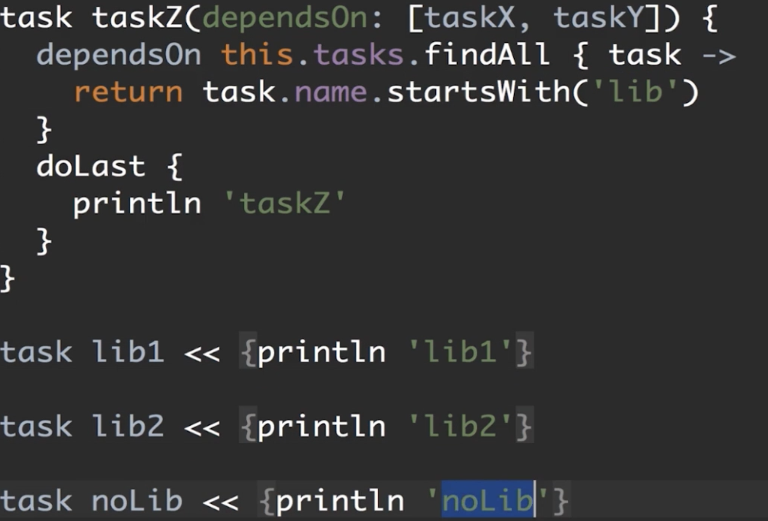 task taskZ(dependsOn: [taskX, taskY]) {
dependsOn this.tasks.findAll { task ->
return task.name.startsWith('lib')
}
doLast {
println 'taskZ'
}
}
task lib1 << {println 'lib1'}
task lib2 << {println 'lib2'}
task noLib << {println 'noLib'}